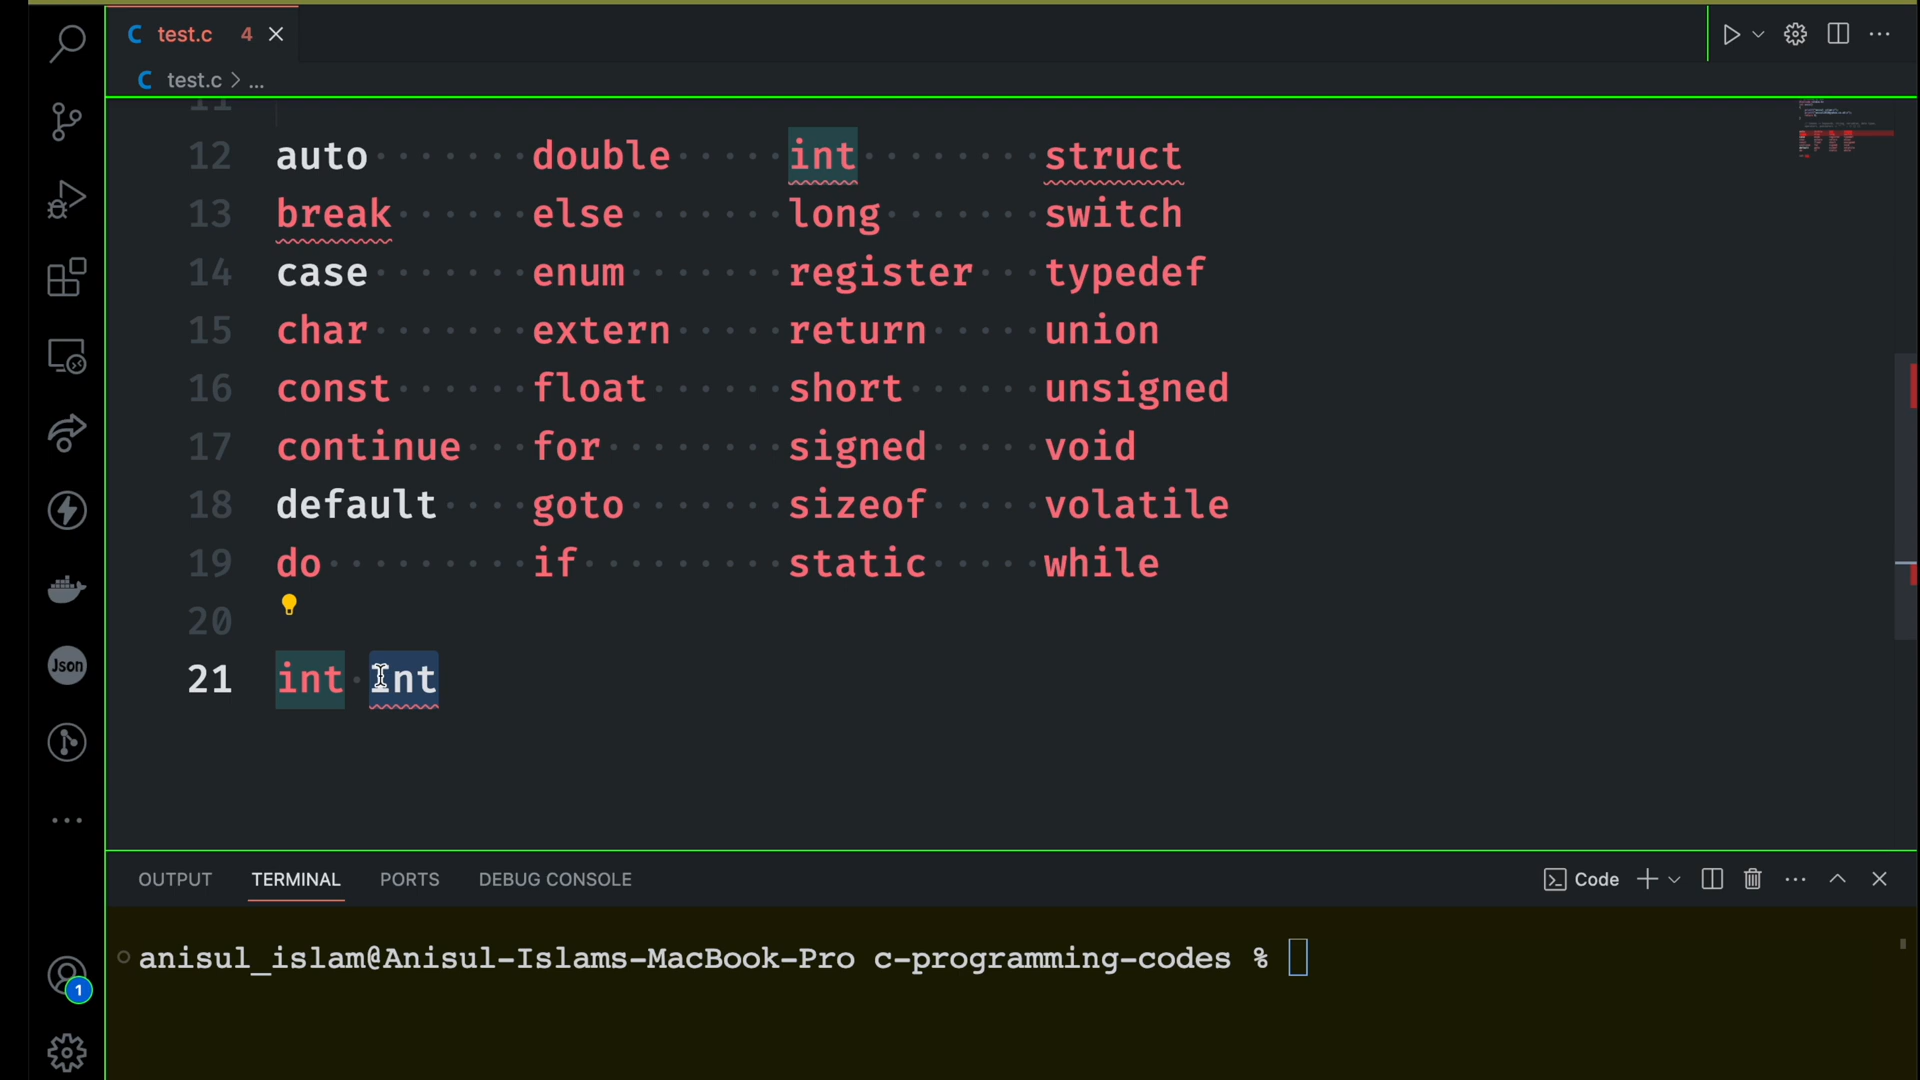 C test.c 4
C test.c > ...
11
12 auto double int struct
13 break else long switch
14 case enum register typedef
15 char extern return union
16 const float short unsigned
17 continue for signed void
18 default goto sizeof volatile
19 do if static while
20
21 int int
Json
OUTPUT TERMINAL PORTS DEBUG CONSOLE Code
anisul_islam@Anisul-Islams-MacBook-Pro c-programming-codes %
1